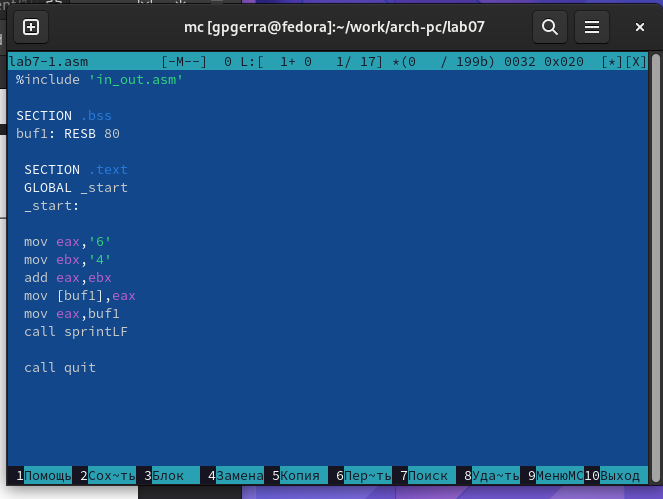 mc [gpgerra@fedora]:~/work/arch-pc/lab07
lab7-1.asm [-M--] 0 L:[ 1+ 0 1/ 17] *(0 / 199b) 0032 0x020 [*][X]
%include 'in_out.asm'
SECTION .bss
buf1: RESB 80
SECTION .text
GLOBAL _start
_start:
mov eax,'6'
mov ebx,'4'
add eax,ebx
mov [buf1],eax
mov eax,buf1
call sprintLF
call quit
1Помощь 2Сох~ть 3Блок 4Замена 5Копия 6Пер~ть 7Поиск 8Уда~ть 9МенюMC 10Выход